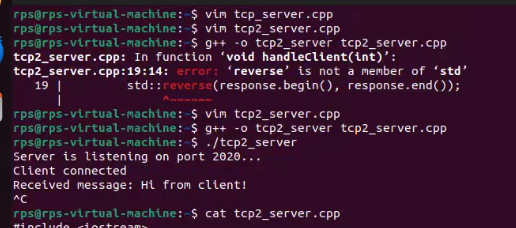 rps@rps-virtual-machine:~$ vim tcp_server.cpp
rps@rps-virtual-machine:~$ vim tcp2_server.cpp
rps@rps-virtual-machine:~$ g++ -o tcp2_server tcp2_server.cpp
tcp2_server.cpp: In function ‘void handleClient(int)’:
tcp2_server.cpp:19:14: error: ‘reverse’ is not a member of ‘std’
   19 |         std::reverse(response.begin(), response.end());
      |              ^~~~~~~
rps@rps-virtual-machine:~$ vim tcp2_server.cpp
rps@rps-virtual-machine:~$ g++ -o tcp2_server tcp2_server.cpp
rps@rps-virtual-machine:~$ ./tcp2_server
Server is listening on port 2020...
Client connected
Received message: Hi from client!
^C
rps@rps-virtual-machine:~$ cat tcp2_server.cpp
#include <iostream>